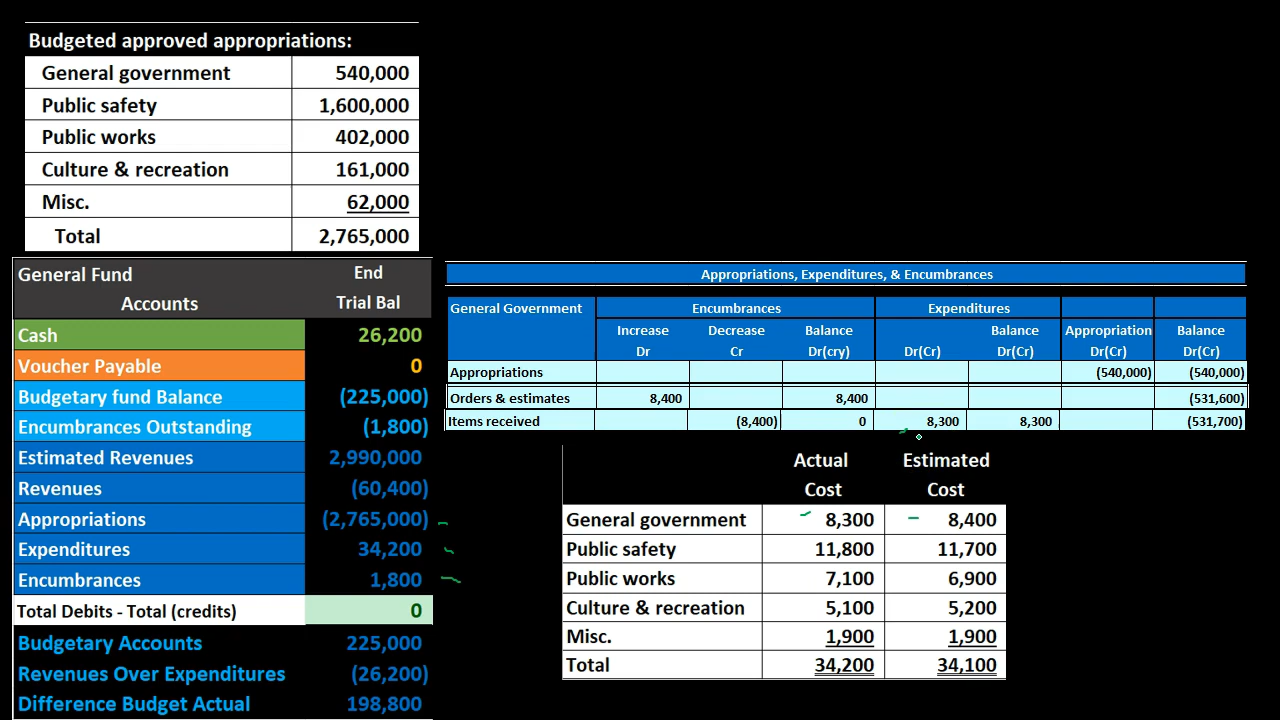 Budgeted approved appropriations:
General government 540,000
Public safety 1,600,000
Public works 402,000
Culture & recreation 161,000
Misc. 62,000
Total 2,765,000
General Fund End
Accounts Trial Bal
Cash 26,200
Voucher Payable 0
Budgetary fund Balance (225,000)
Encumbrances Outstanding (1,800)
Estimated Revenues 2,990,000
Revenues (60,400)
Appropriations (2,765,000)
Expenditures 34,200
Encumbrances 1,800
Total Debits - Total (credits) 0
Budgetary Accounts 225,000
Revenues Over Expenditures (26,200)
Difference Budget Actual 198,800
Appropriations, Expenditures, & Encumbrances
General Government Encumbrances Expenditures
Increase Decrease Balance Balance Appropriation Balance
Dr Cr Dr(cry) Dr(Cr) Dr(Cr) Dr(Cr) Dr(Cr)
Appropriations (540,000) (540,000)
Orders & estimates 8,400 8,400 (531,600)
Items received (8,400) 0 8,300 8,300 (531,700)
Actual Estimated
Cost Cost
General government 8,300 8,400
Public safety 11,800 11,700
Public works 7,100 6,900
Culture & recreation 5,100 5,200
Misc. 1,900 1,900
Total 34,200 34,100